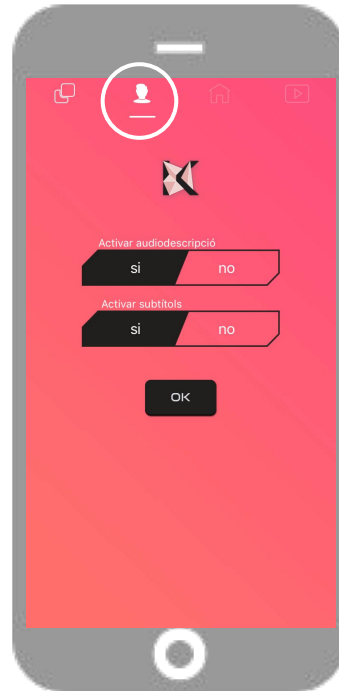 Activar audiodescripció
si no
Activar subtítols
si no
OK